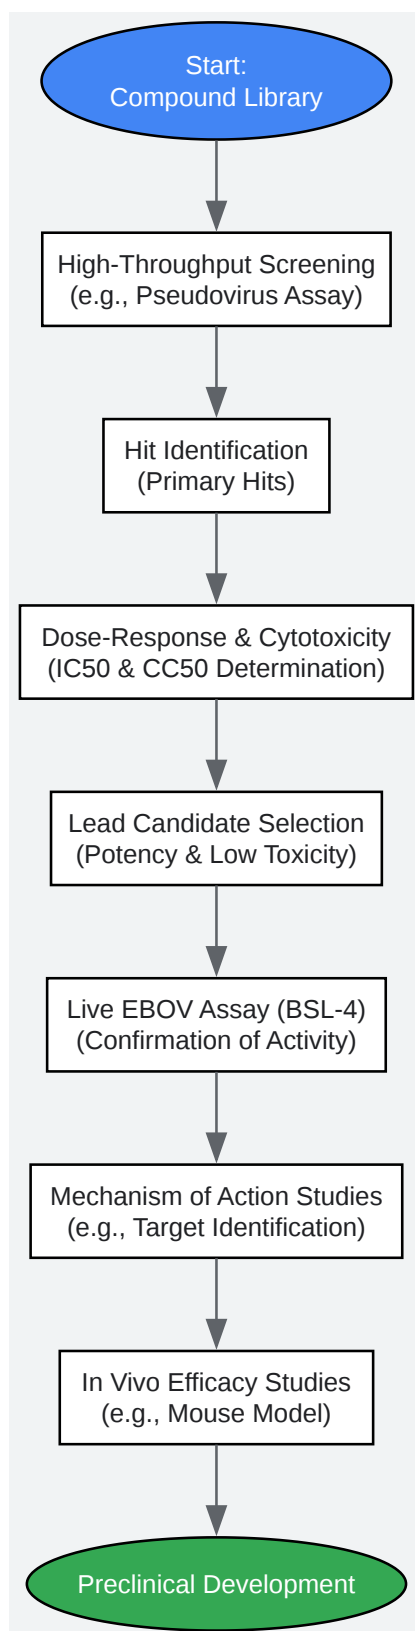 Start:
Compound Library
High-Throughput Screening
(e.g., Pseudovirus Assay)
Hit Identification
(Primary Hits)
Dose-Response & Cytotoxicity
(IC50 & CC50 Determination)
Lead Candidate Selection
(Potency & Low Toxicity)
Live EBOV Assay (BSL-4)
(Confirmation of Activity)
Mechanism of Action Studies
(e.g., Target Identification)
In Vivo Efficacy Studies
(e.g., Mouse Model)
Preclinical Development